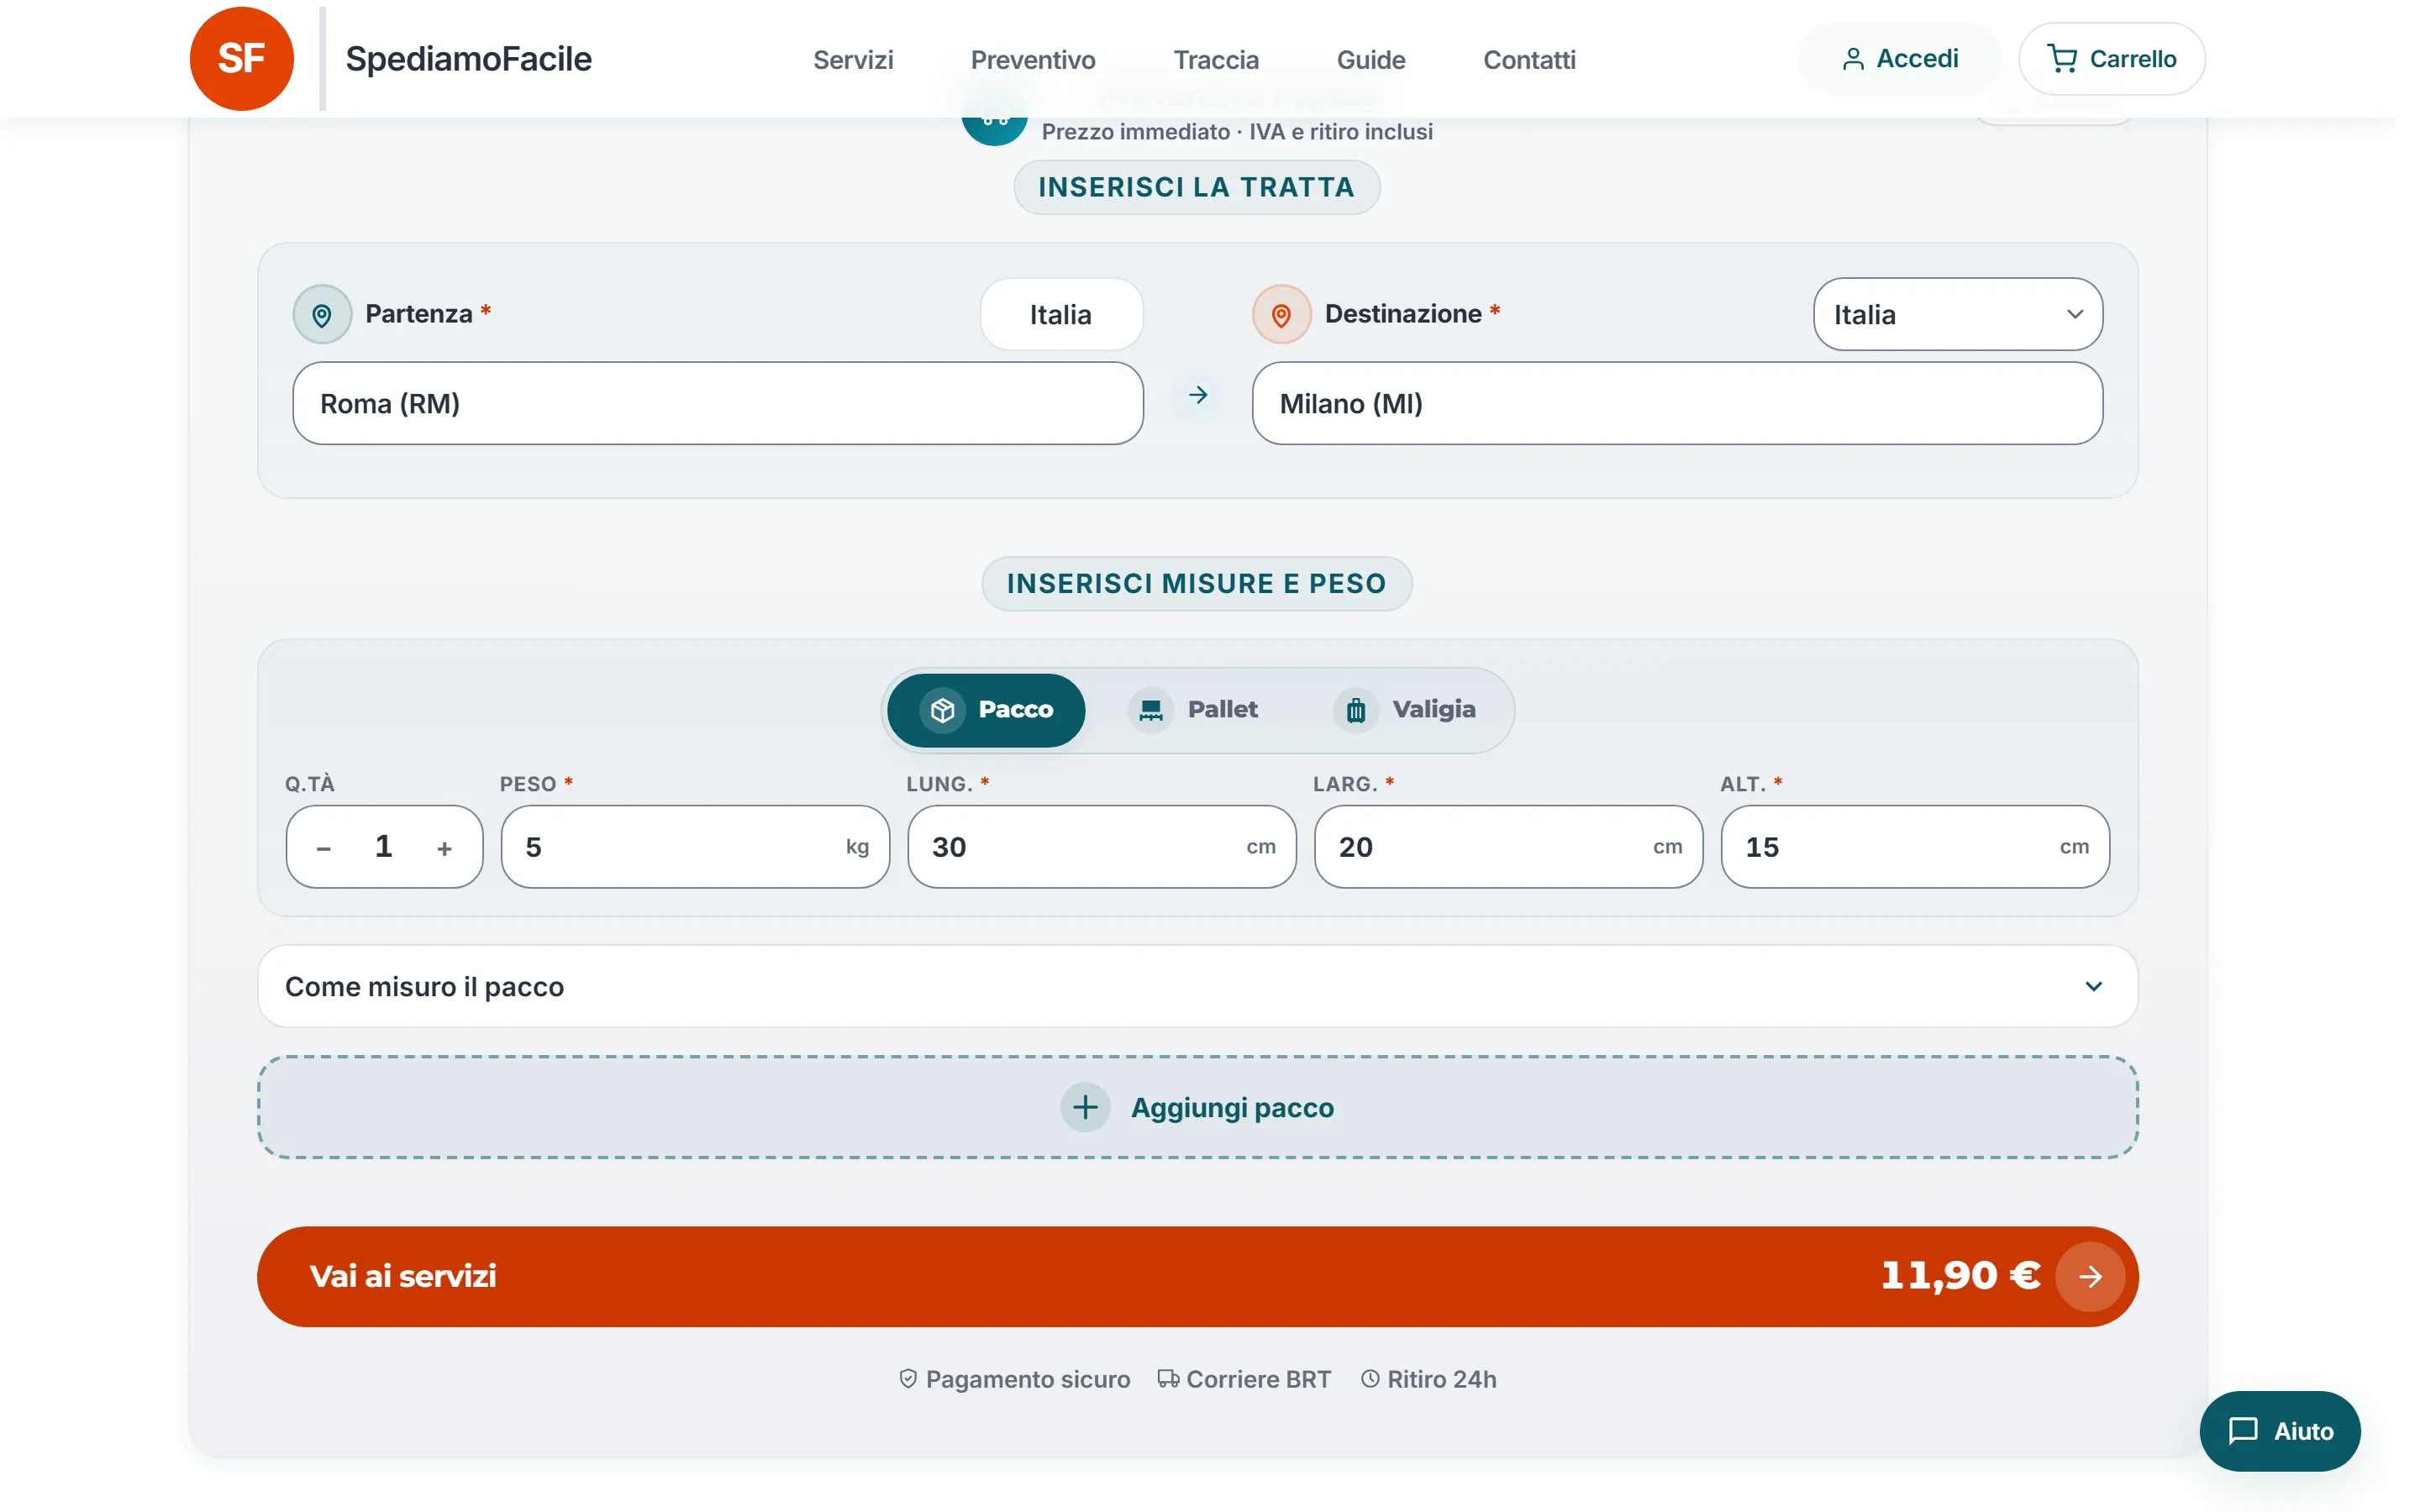 SF
SpediamoFacile
Servizi
Preventivo
Traccia
Guide
Contatti
Accedi
Carrello
Prezzo immediato · IVA e ritiro inclusi
INSERISCI LA TRATTA
Partenza *
Italia
Destinazione *
Italia
Roma (RM)
Milano (MI)
INSERISCI MISURE E PESO
Pacco
Pallet
Valigia
Q.TÀ
PESO *
LUNG. *
LARG. *
ALT. *
− 1 +
5 kg
30 cm
20 cm
15 cm
Come misuro il pacco
Aggiungi pacco
Vai ai servizi
11,90 €
Pagamento sicuro
Corriere BRT
Ritiro 24h
Aiuto